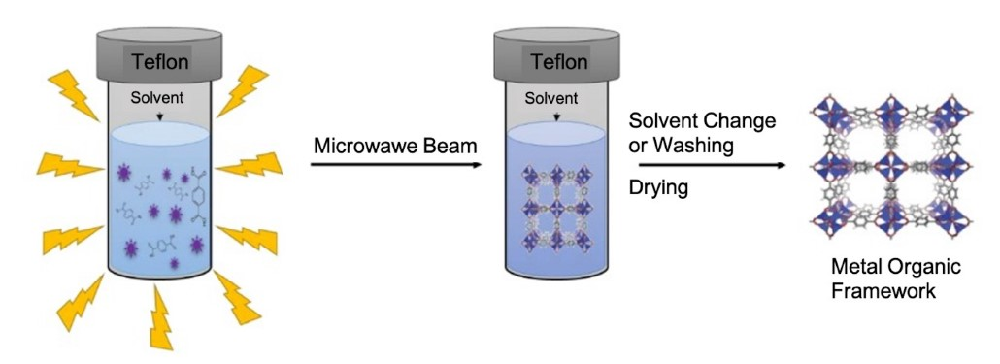 Teflon
Solvent
Microwawe Beam
Teflon
Solvent
Solvent Change
or Washing
Drying
Metal Organic
Framework